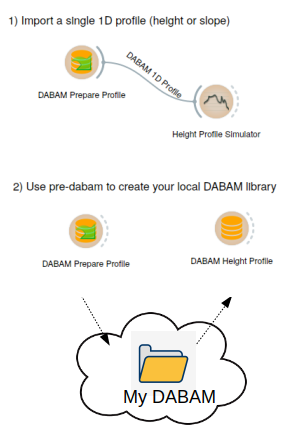 1) Import a single 1D profile (height or slope)
DABAM 1D Profile
DABAM Prepare Profile
Height Profile Simulator
2) Use pre-dabam to create your local DABAM library
DABAM Prepare Profile
DABAM Height Profile
My DABAM